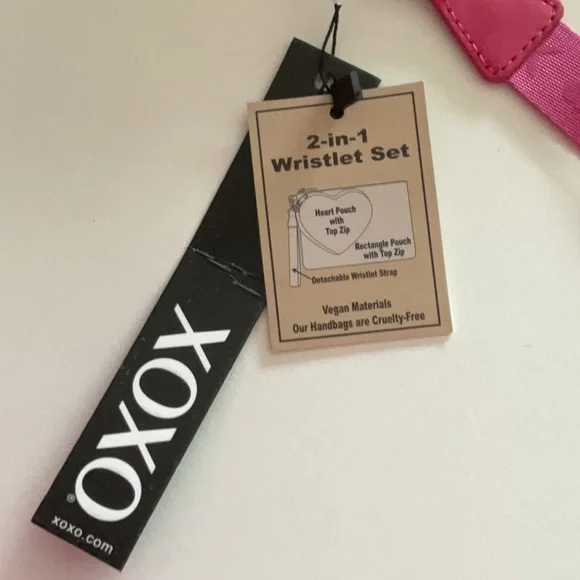 2-in-1
Wristlet Set
Heart Pouch
with
Top Zip
Rectangle Pouch
with Top Zip
Detachable Wristlet Strap
Vegan Materials
Our Handbags are Cruelty-Free
XOXO®
xoxo.com